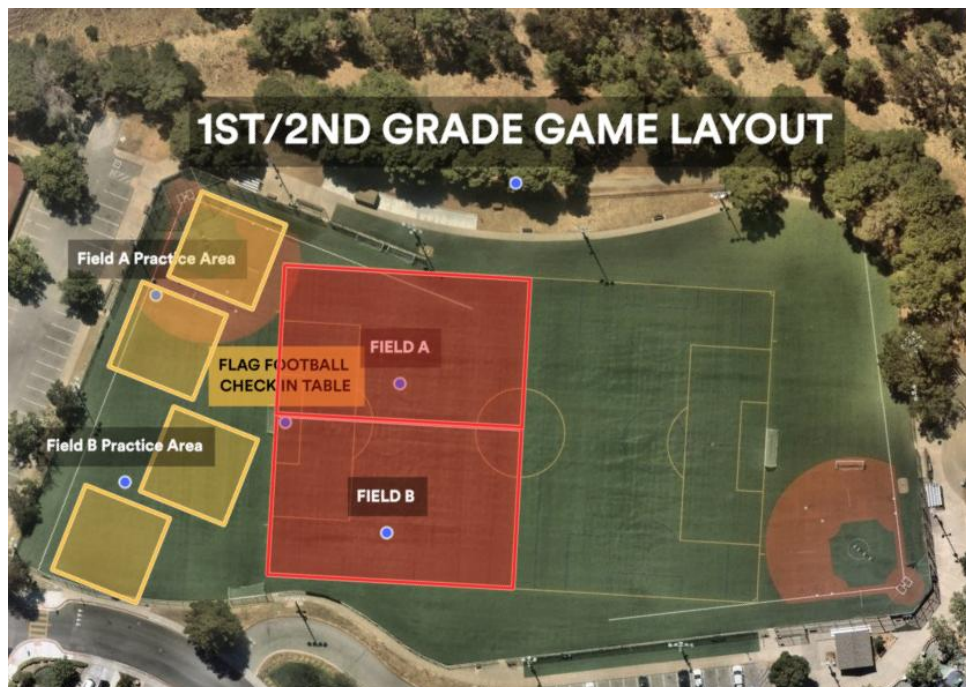 1ST/2ND GRADE GAME LAYOUT
Field A Practice Area
FIELD A
FLAG FOOTBALL
CHECK IN TABLE
Field B Practice Area
FIELD B